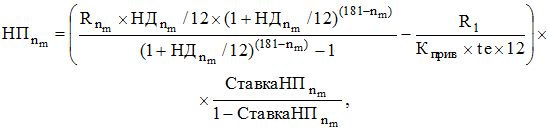 НП_{n_m} = ( (R_{n_m} × НД_{n_m} /12 × (1 + НД_{n_m} /12)^{(181−n_m)}) / ((1 + НД_{n_m} /12)^{(181−n_m)} − 1) − R_1 / (К_{прив} × te × 12) ) ×
× СтавкаНП_{n_m} / (1 − СтавкаНП_{n_m}) ,